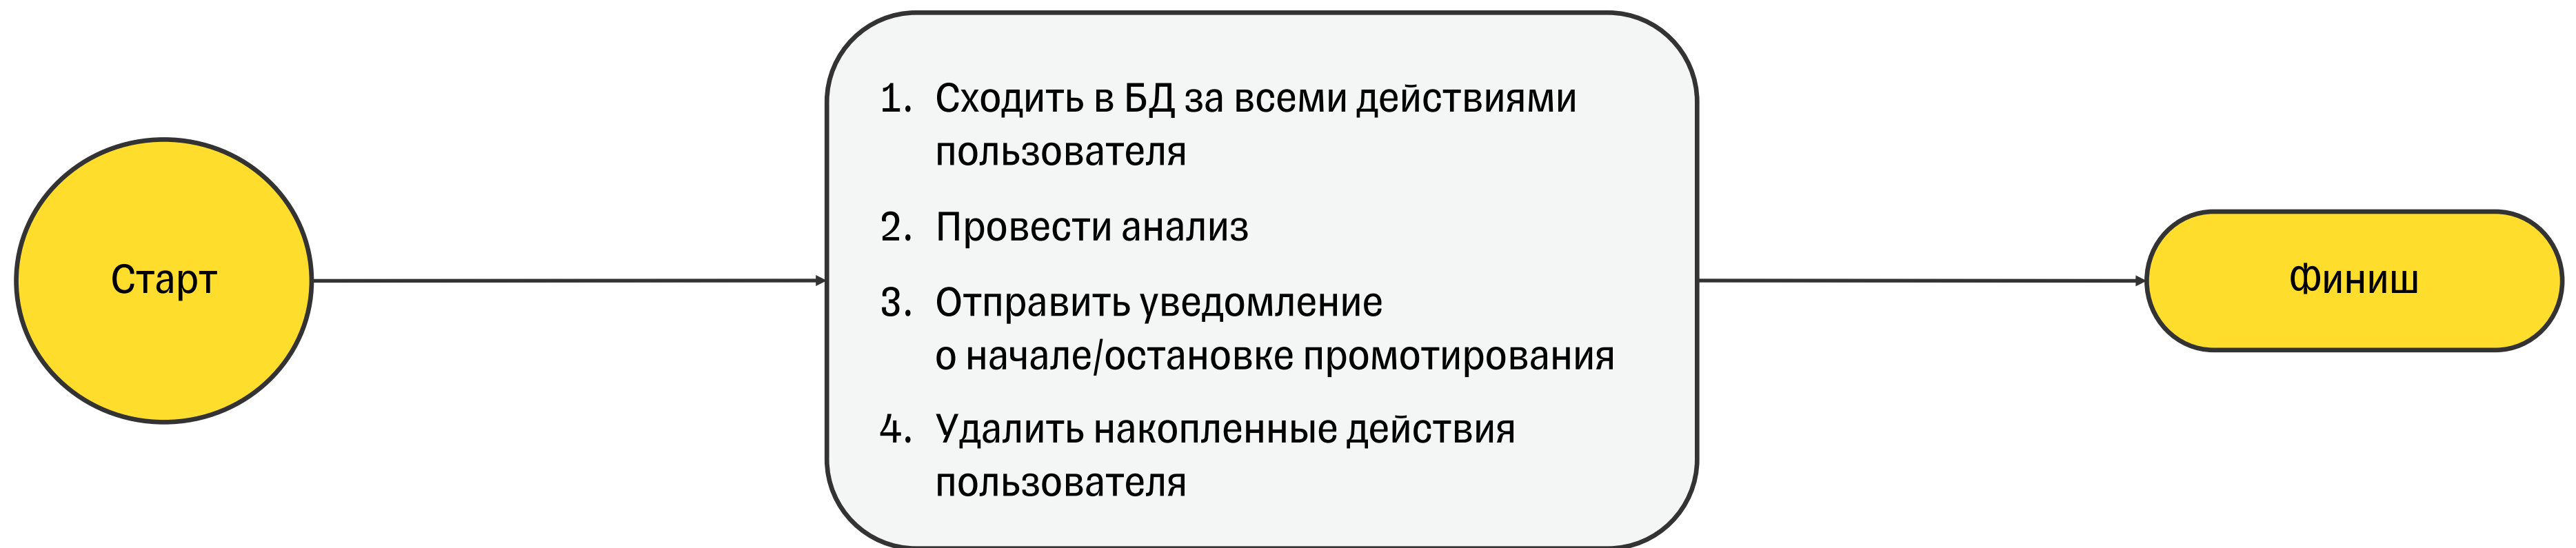 Старт
1. Сходить в БД за всеми действиями
пользователя
2. Провести анализ
3. Отправить уведомление
о начале/остановке промотирования
4. Удалить накопленные действия
пользователя
Финиш